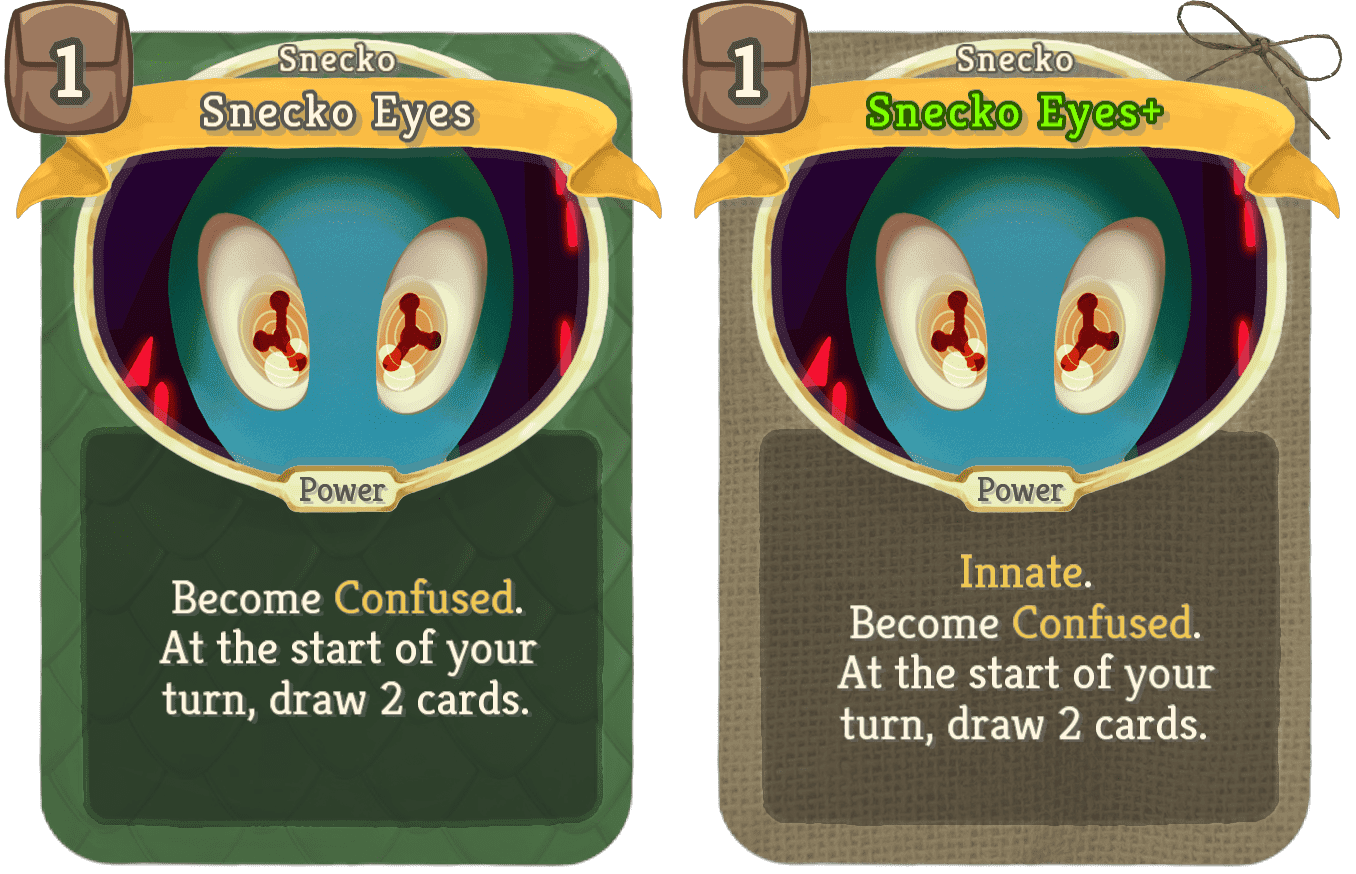 1
Snecko
Snecko Eyes
Power
Become Confused.
At the start of your
turn, draw 2 cards.
1
Snecko
Snecko Eyes+
Power
Innate.
Become Confused.
At the start of your
turn, draw 2 cards.